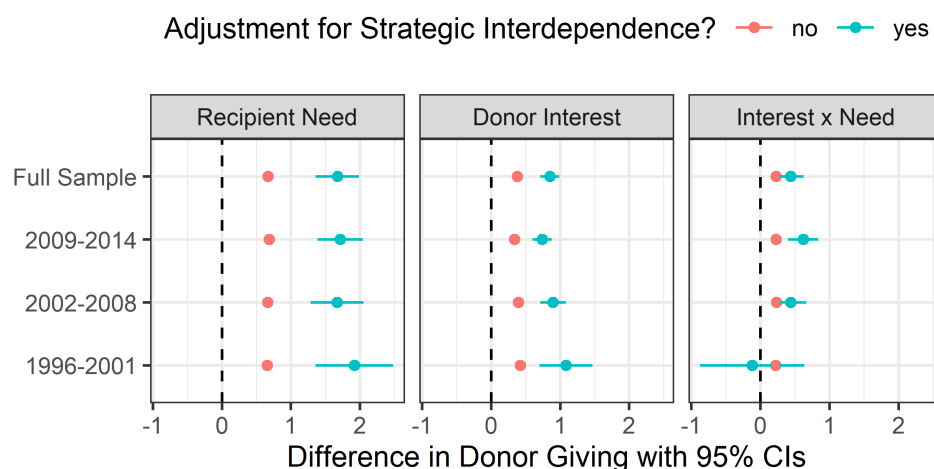 Adjustment for Strategic Interdependence? no yes
Recipient Need Donor Interest Interest x Need
Full Sample
2009-2014
2002-2008
1996-2001
-1 0 1 2 -1 0 1 2 -1 0 1 2
Difference in Donor Giving with 95% CIs